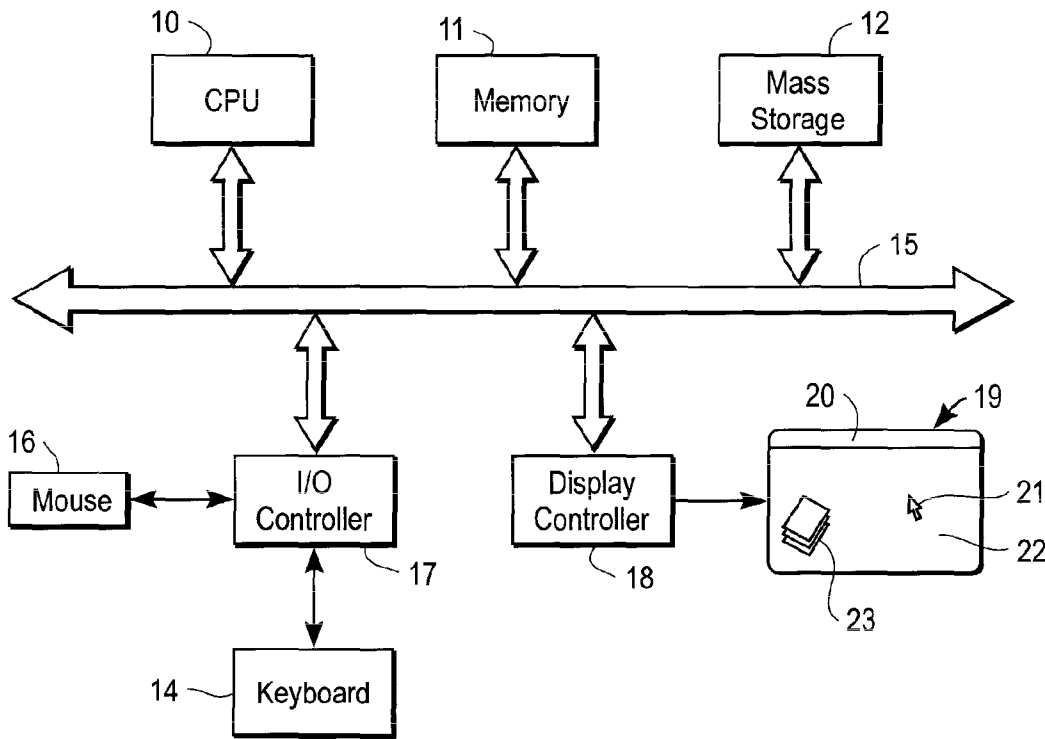 10
11
12
CPU
Memory
Mass
Storage
15
16
Mouse
I/O
Controller
17
Display
Controller
18
20
19
21
22
23
14
Keyboard